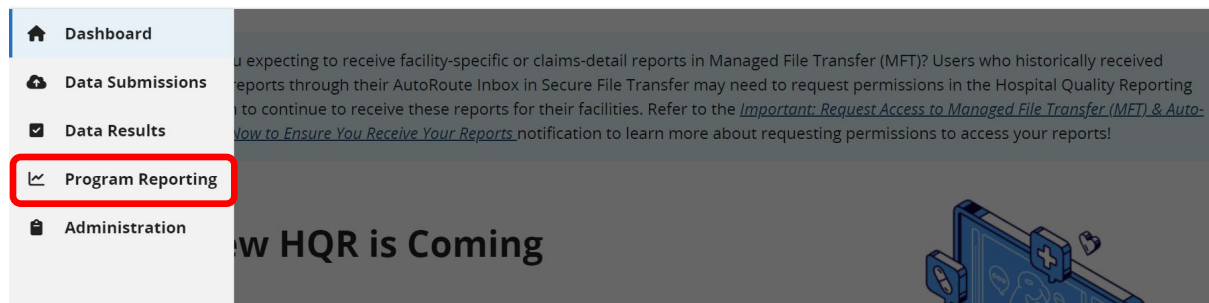 Dashboard
Data Submissions
Data Results
Program Reporting
Administration
u expecting to receive facility-specific or claims-detail reports in Managed File Transfer (MFT)? Users who historically received
reports through their AutoRoute Inbox in Secure File Transfer may need to request permissions in the Hospital Quality Reporting
to continue to receive these reports for their facilities. Refer to the Important: Request Access to Managed File Transfer (MFT) & Auto-
Now to Ensure You Receive Your Reports notification to learn more about requesting permissions to access your reports!
ew HQR is Coming